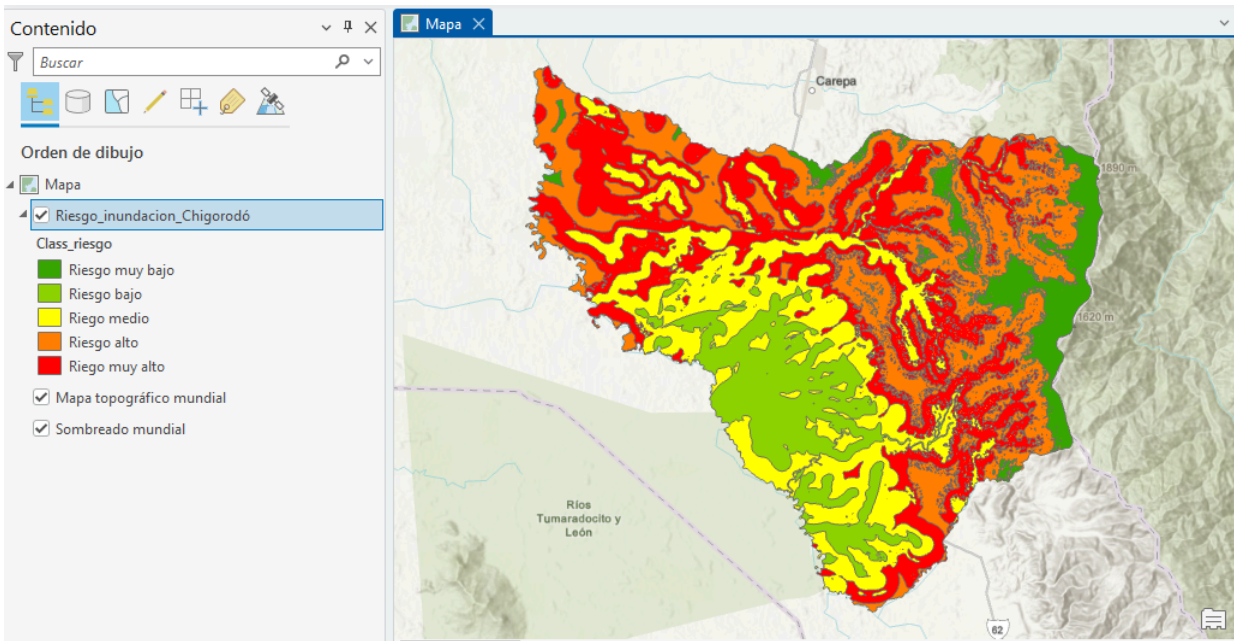 Contenido
Buscar
Orden de dibujo
Mapa
Riesgo_inundacion_Chigorodó
Class_riesgo
Riesgo muy bajo
Riesgo bajo
Riego medio
Riesgo alto
Riego muy alto
Mapa topográfico mundial
Sombreado mundial
Mapa
Carepa
1890 m
1620 m
Ríos
Tumaradocito y
León
62